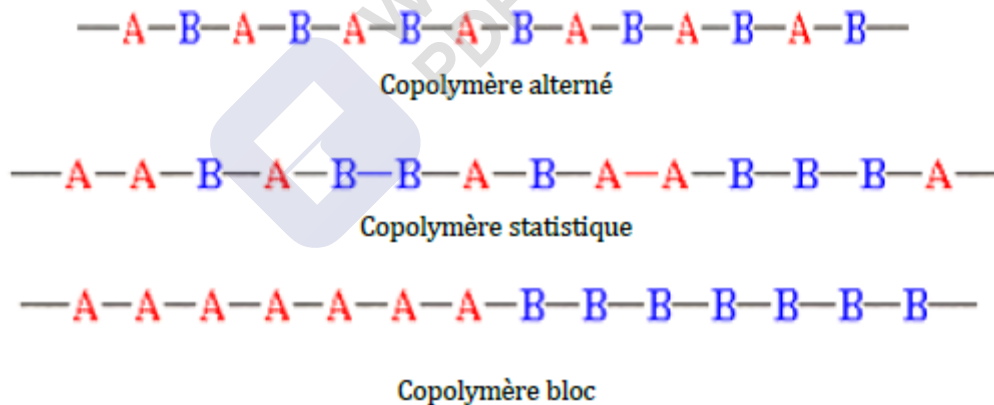 —A—B—A—B—A—B—A—B—A—B—A—B—A—B—
Copolymère alterné
—A—A—B—A—B—B—A—B—A—A—B—B—B—A—
Copolymère statistique
—A—A—A—A—A—A—A—B—B—B—B—B—B—B—
Copolymère bloc